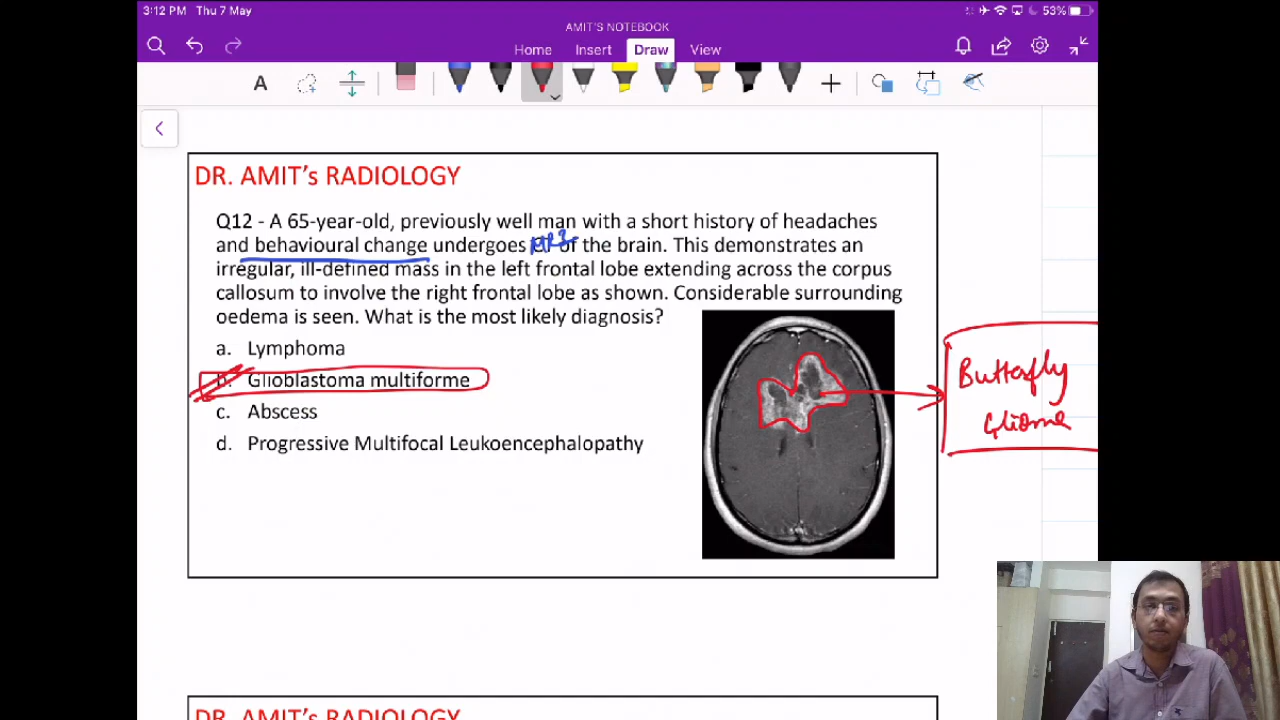 3:12 PM Thu 7 May
53%
AMIT'S NOTEBOOK
Home Insert Draw View
A
DR. AMIT's RADIOLOGY
Q12 - A 65-year-old, previously well man with a short history of headaches
and behavioural change undergoes MRI of the brain. This demonstrates an
irregular, ill-defined mass in the left frontal lobe extending across the corpus
callosum to involve the right frontal lobe as shown. Considerable surrounding
oedema is seen. What is the most likely diagnosis?
a. Lymphoma
b. Glioblastoma multiforme
c. Abscess
d. Progressive Multifocal Leukoencephalopathy
Butterfly
Glioma
DR. AMIT's RADIOLOGY